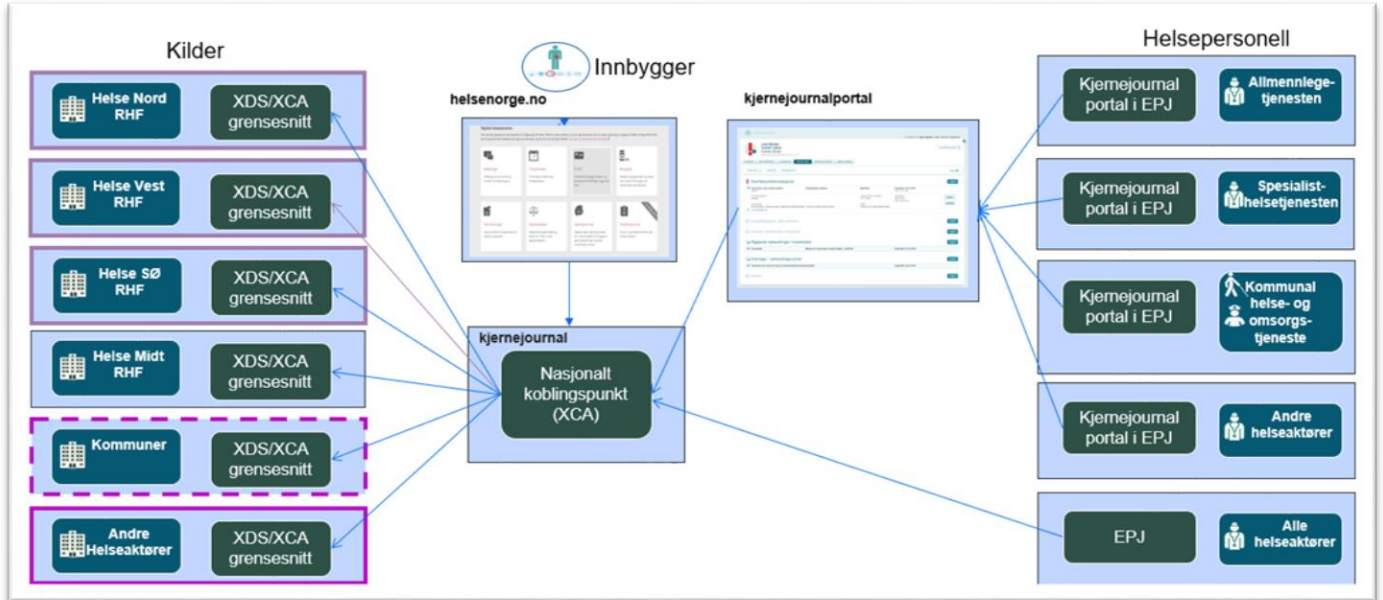 Kilder
Helse Nord
RHF
XDS/XCA
grensesnitt
Helse Vest
RHF
XDS/XCA
grensesnitt
Helse SØ
RHF
XDS/XCA
grensesnitt
Helse Midt
RHF
XDS/XCA
grensesnitt
Kommuner
XDS/XCA
grensesnitt
Andre
Helseaktører
XDS/XCA
grensesnitt
Innbygger
helsenorge.no
kjernejournal
Nasjonalt
koblingspunkt
(XCA)
kjernejournalportal
Helsepersonell
Kjernejournal
portal i EPJ
Allmennlege-
tjenesten
Kjernejournal
portal i EPJ
Spesialist-
helsetjenesten
Kjernejournal
portal i EPJ
Kommunal
helse- og
omsorgs-
tjeneste
Kjernejournal
portal i EPJ
Andre
helseaktører
EPJ
Alle
helseaktører